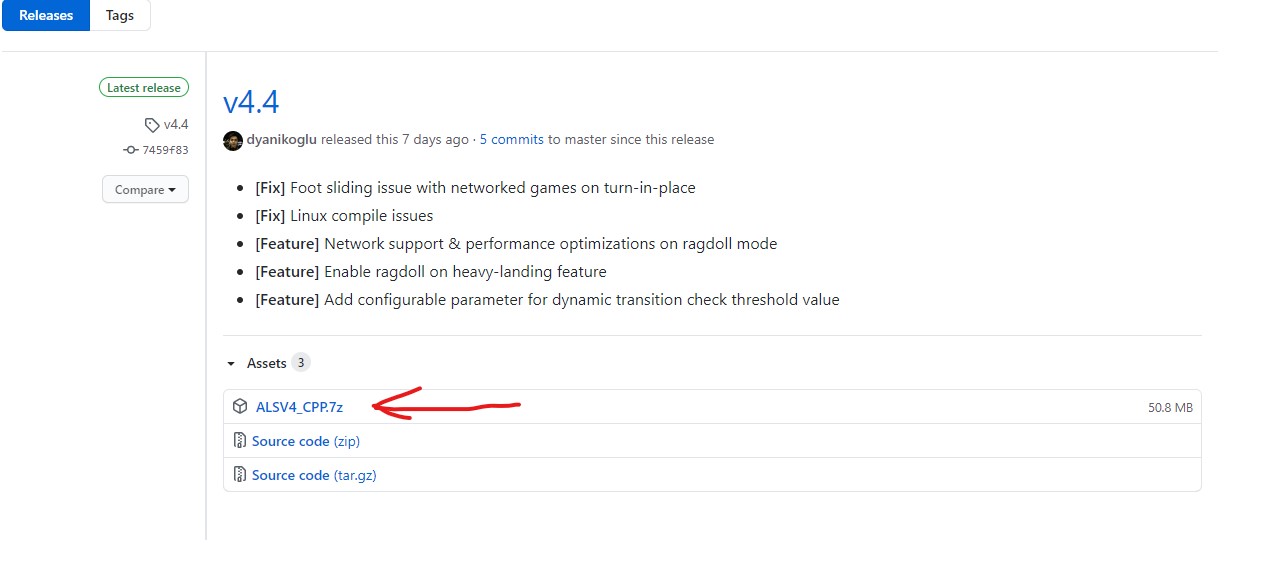 Releases Tags
Latest release
v4.4
7459f83
Compare
v4.4
dyanikoglu released this 7 days ago · 5 commits to master since this release
• [Fix] Foot sliding issue with networked games on turn-in-place
• [Fix] Linux compile issues
• [Feature] Network support & performance optimizations on ragdoll mode
• [Feature] Enable ragdoll on heavy-landing feature
• [Feature] Add configurable parameter for dynamic transition check threshold value
Assets 3
ALSV4_CPP.7z 50.8 MB
Source code (zip)
Source code (tar.gz)